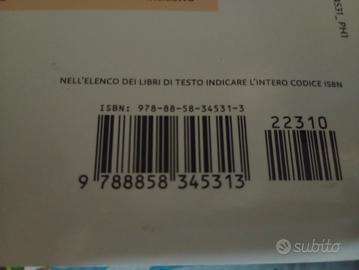 NELL'ELENCO DEI LIBRI DI TESTO INDICARE L'INTERO CODICE ISBN
ISBN: 978-88-58-34531-3
22310
9 788858 345313
subito